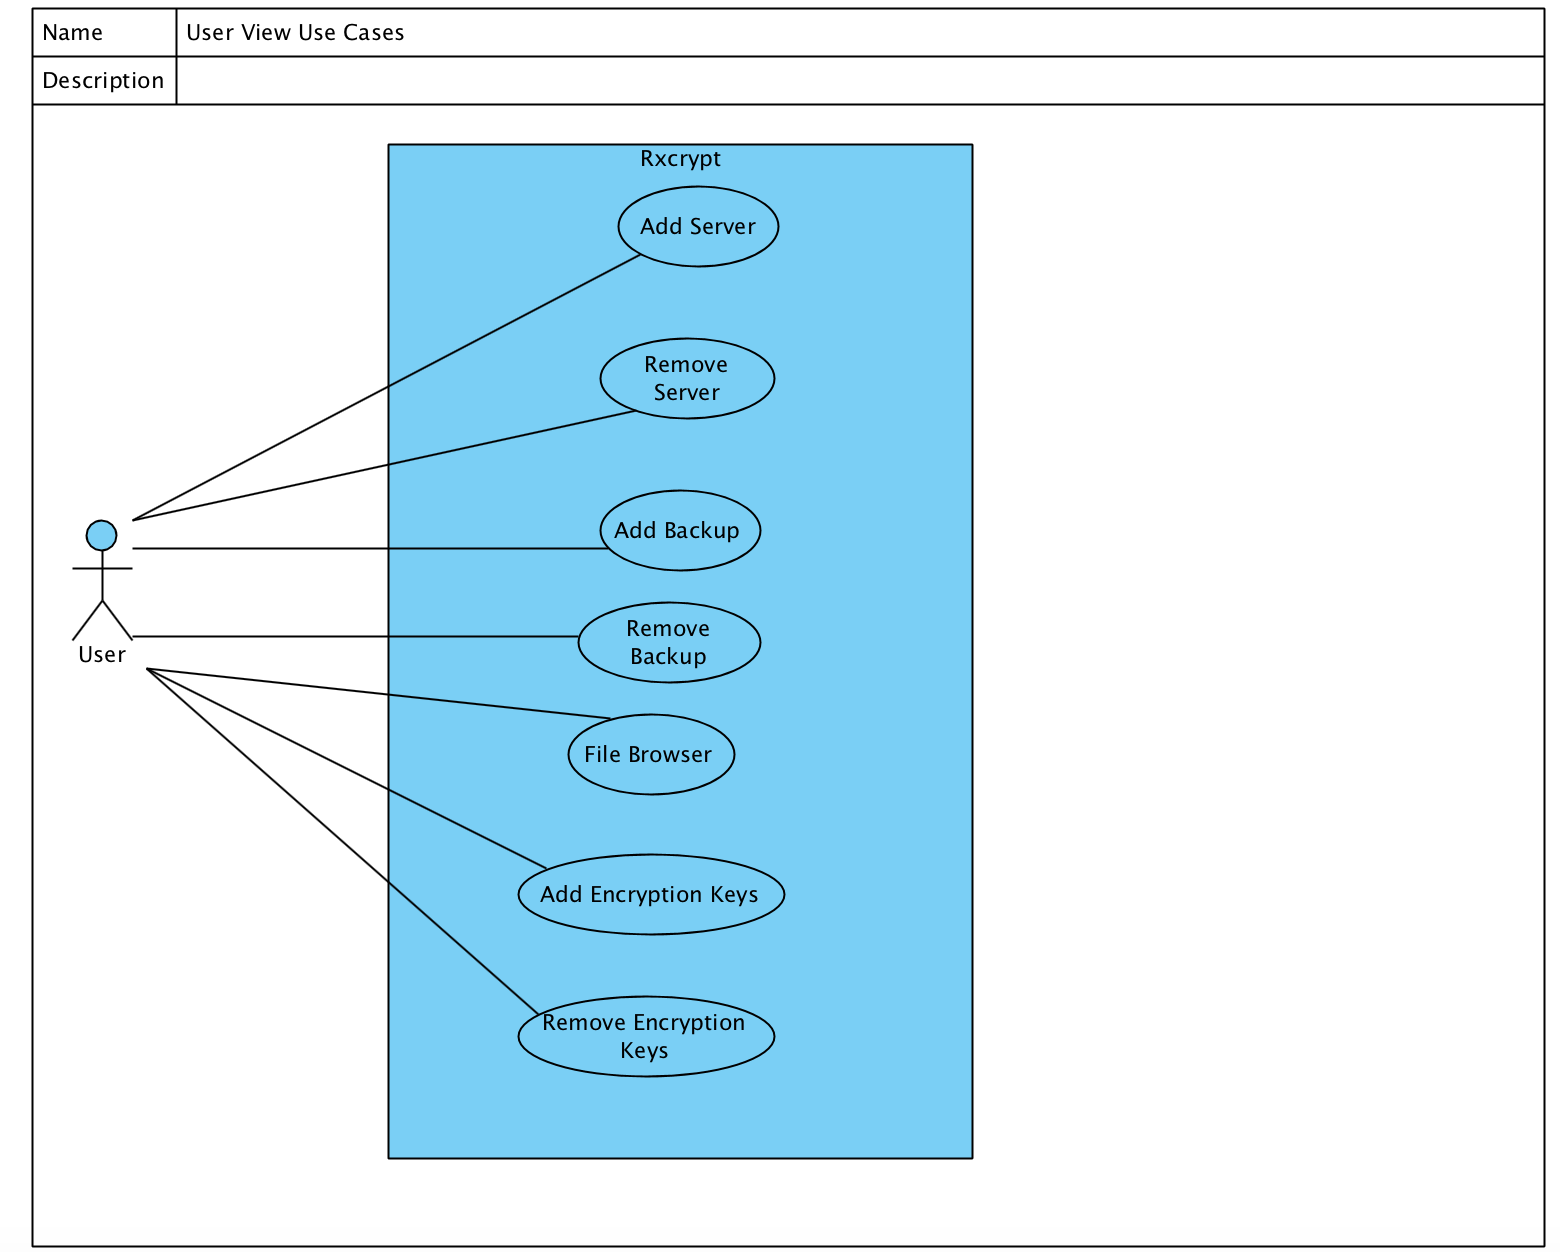 Name
User View Use Cases
Description
Rxcrypt
Add Server
Remove
Server
Add Backup
Remove
Backup
User
File Browser
Add Encryption Keys
Remove Encryption
Keys